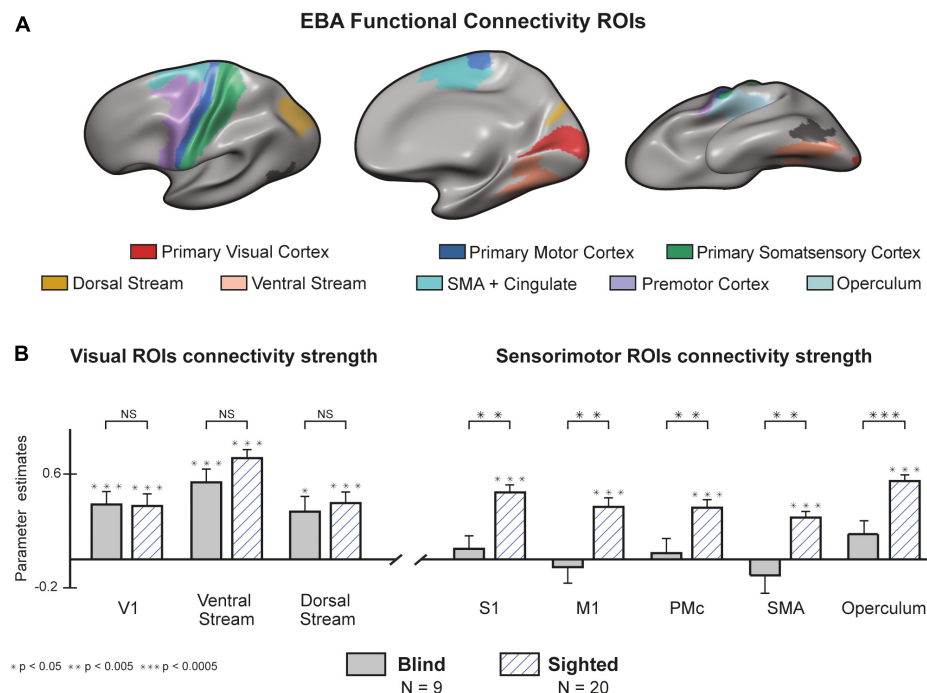 A
EBA Functional Connectivity ROIs
Primary Visual Cortex
Primary Motor Cortex
Primary Somatsensory Cortex
Dorsal Stream
Ventral Stream
SMA + Cingulate
Premotor Cortex
Operculum
B
Visual ROIs connectivity strength
Sensorimotor ROIs connectivity strength
NS
NS
NS
* *
* *
* *
* *
***
Parameter estimates
0.6
-0.2
* * *
* * *
* * *
* * *
*
* * *
* * *
* * *
* * *
* * *
* * *
V1
Ventral
Stream
Dorsal
Stream
S1
M1
PMc
SMA
Operculum
* p < 0.05 ** p < 0.005 *** p < 0.0005
Blind
N = 9
Sighted
N = 20